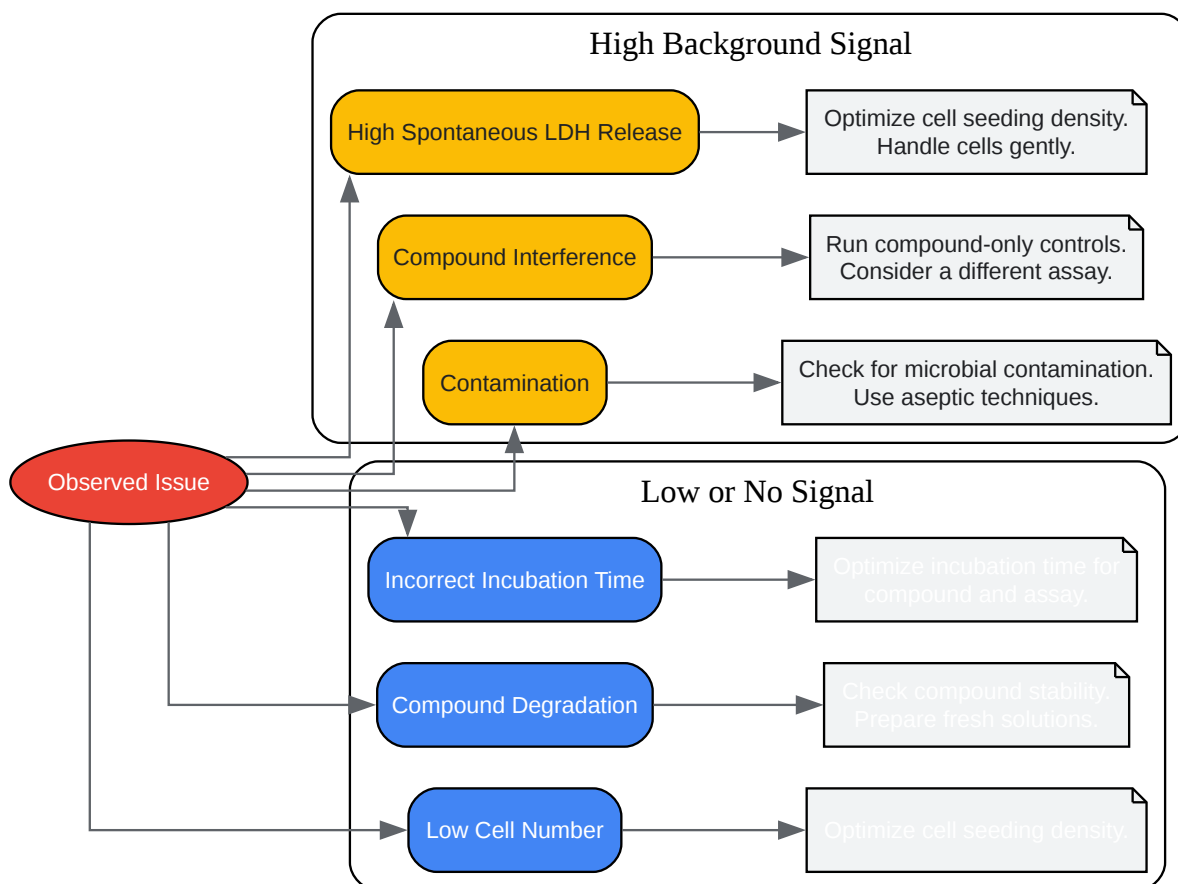 High Background Signal
High Spontaneous LDH Release
Optimize cell seeding density.
Handle cells gently.
Compound Interference
Run compound-only controls.
Consider a different assay.
Contamination
Check for microbial contamination.
Use aseptic techniques.
Observed Issue
Low or No Signal
Incorrect Incubation Time
Optimize incubation time for
compound and assay.
Compound Degradation
Check compound stability.
Prepare fresh solutions.
Low Cell Number
Optimize cell seeding density.